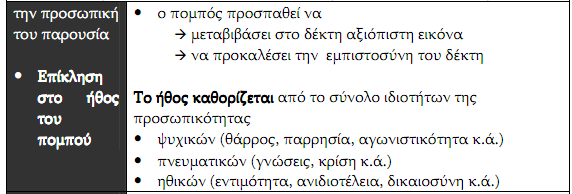 την προσωπική
του παρουσία
• Επίκληση
στο ήθος
του
πομπού
• ο πομπός προσπαθεί να
→ μεταβιβάσει στο δέκτη αξιόπιστη εικόνα
→ να προκαλέσει την εμπιστοσύνη του δέκτη
Το ήθος καθορίζεται από το σύνολο ιδιοτήτων της
προσωπικότητας
• ψυχικών (θάρρος, παρρησία, αγωνιστικότητα κ.ά.)
• πνευματικών (γνώσεις, κρίση κ.ά.)
• ηθικών (εντιμότητα, ανιδιοτέλεια, δικαιοσύνη κ.ά.)